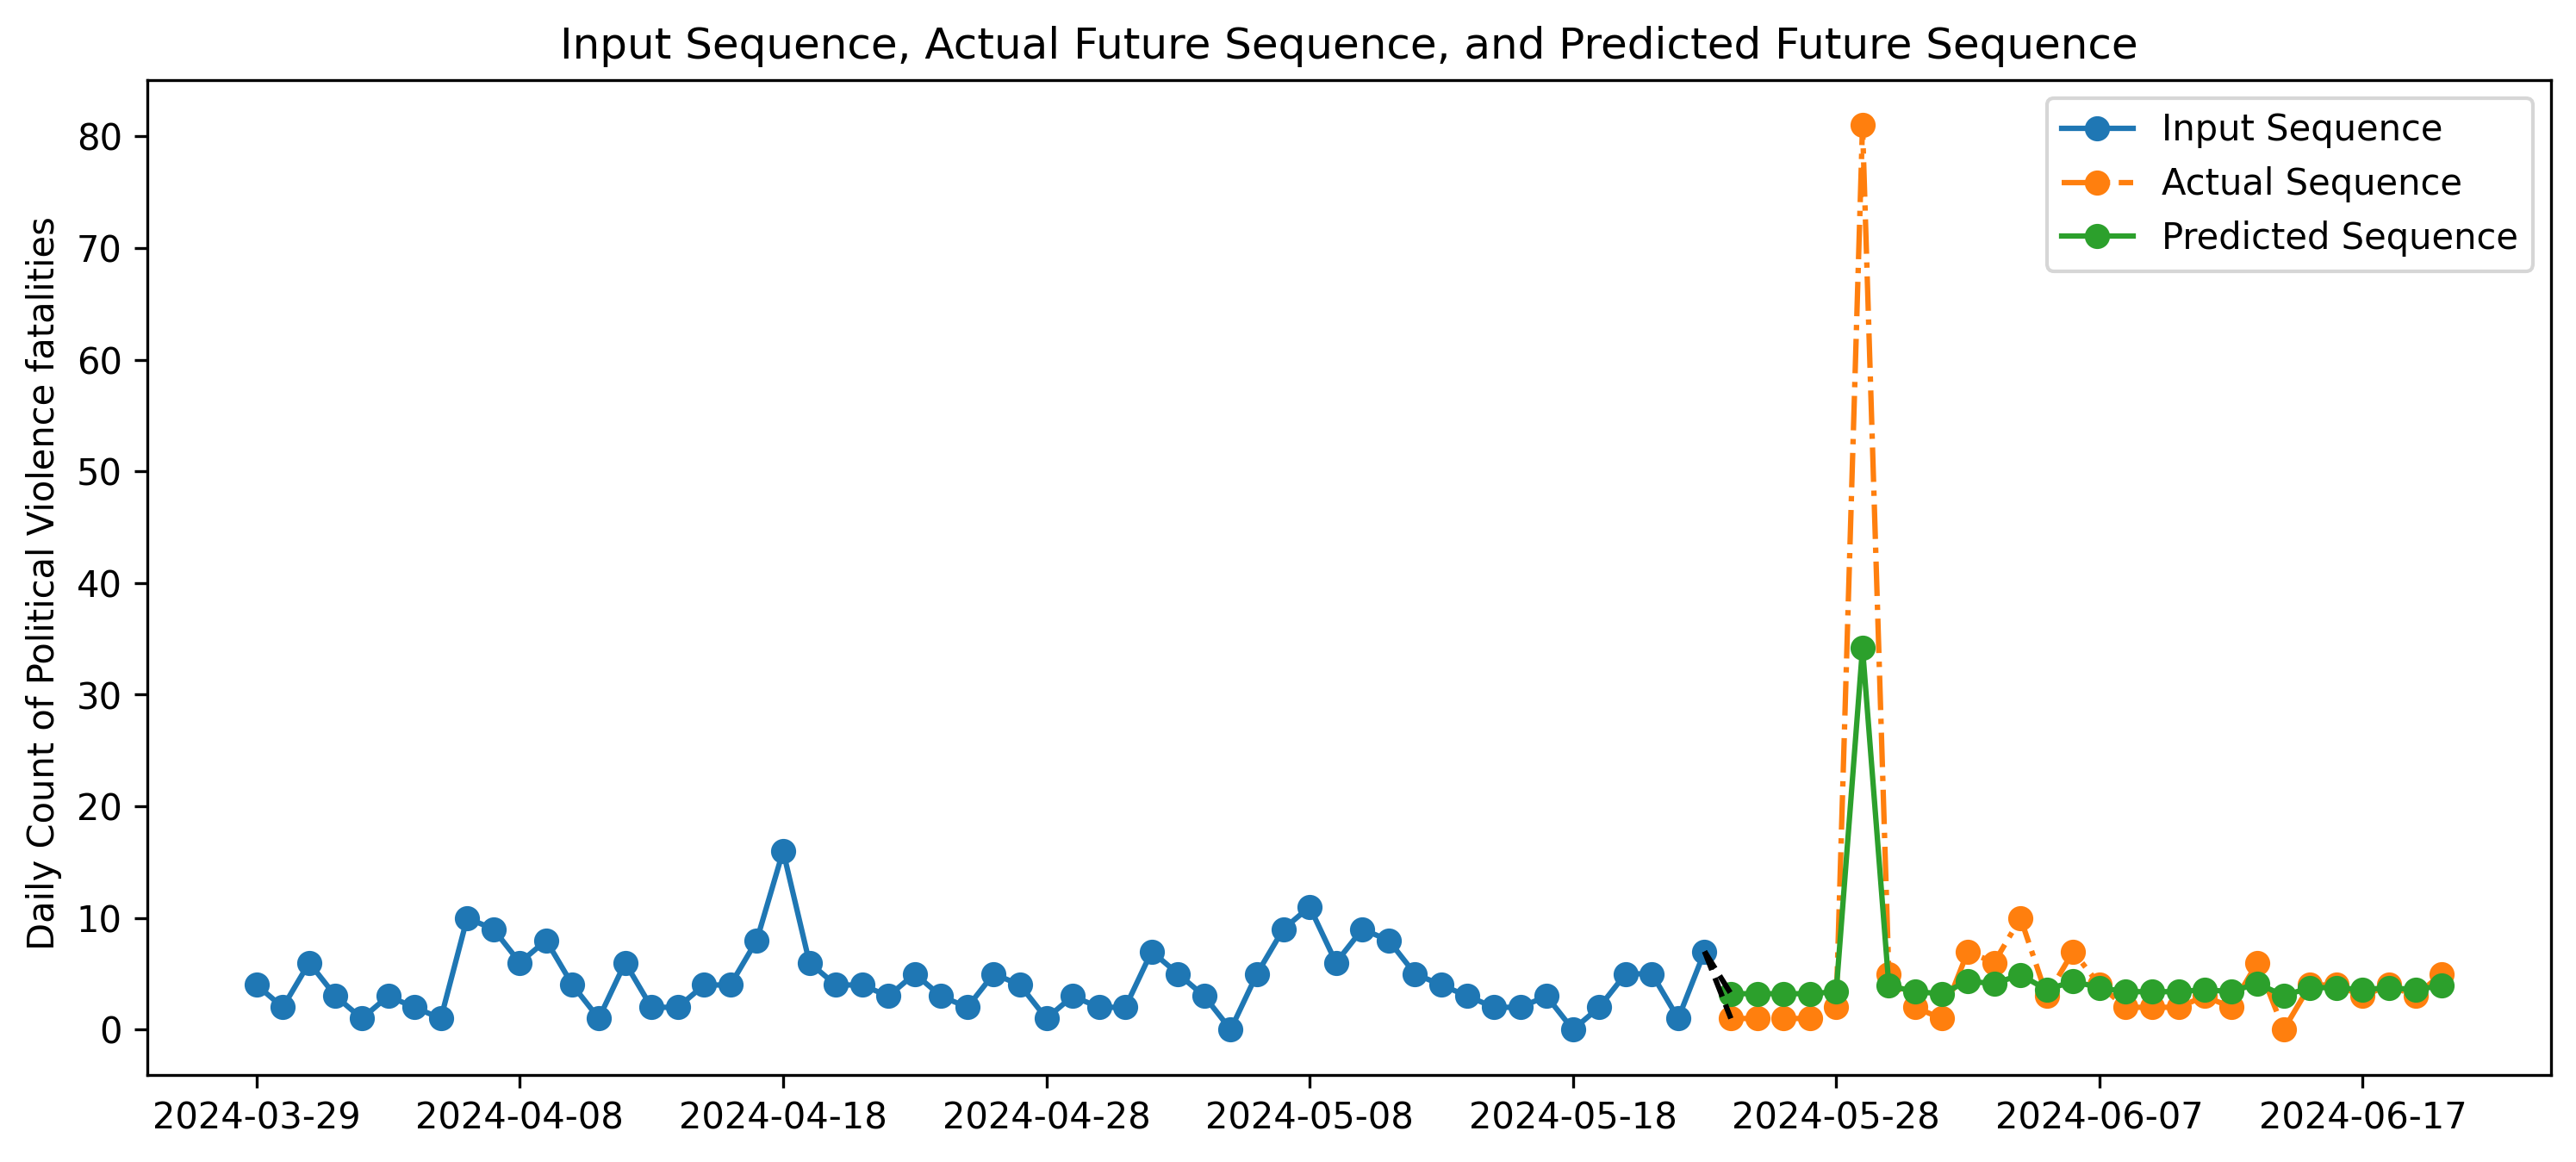 Input Sequence, Actual Future Sequence, and Predicted Future Sequence
Daily Count of Political Violence fatalities
80
70
60
50
40
30
20
10
0
Input Sequence
Actual Sequence
Predicted Sequence
2024-03-29 2024-04-08 2024-04-18 2024-04-28 2024-05-08 2024-05-18 2024-05-28 2024-06-07 2024-06-17